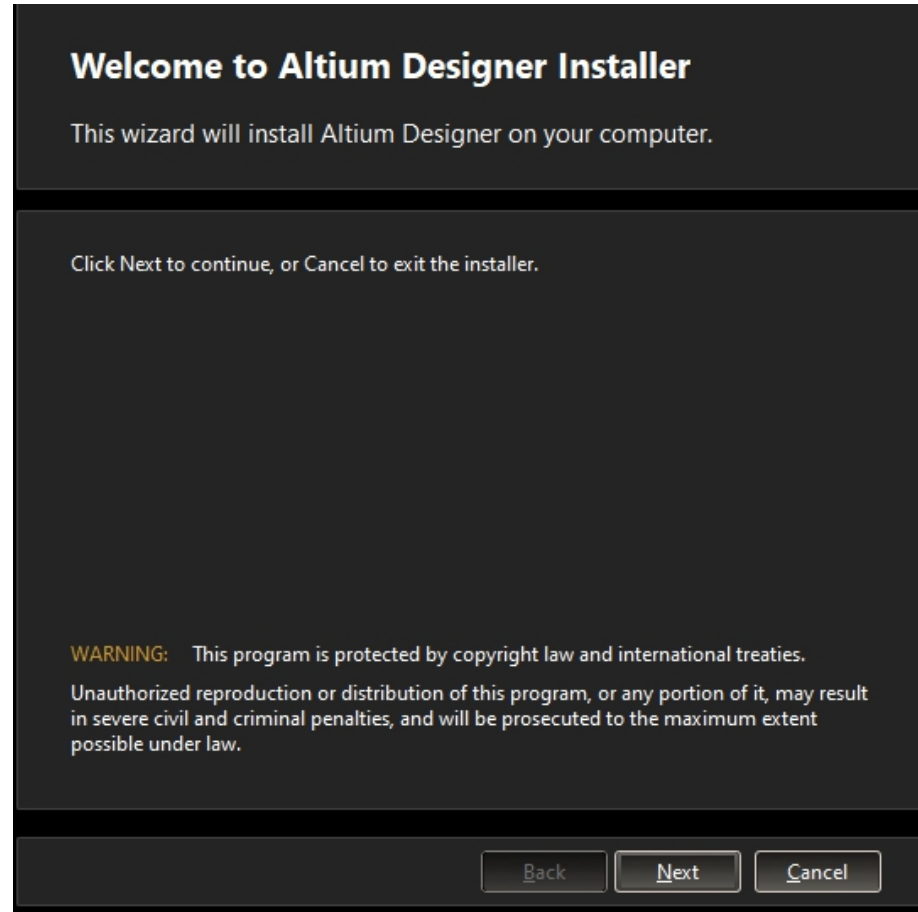 Welcome to Altium Designer Installer
This wizard will install Altium Designer on your computer.
Click Next to continue, or Cancel to exit the installer.
WARNING: This program is protected by copyright law and international treaties.
Unauthorized reproduction or distribution of this program, or any portion of it, may result
in severe civil and criminal penalties, and will be prosecuted to the maximum extent
possible under law.
Back Next Cancel